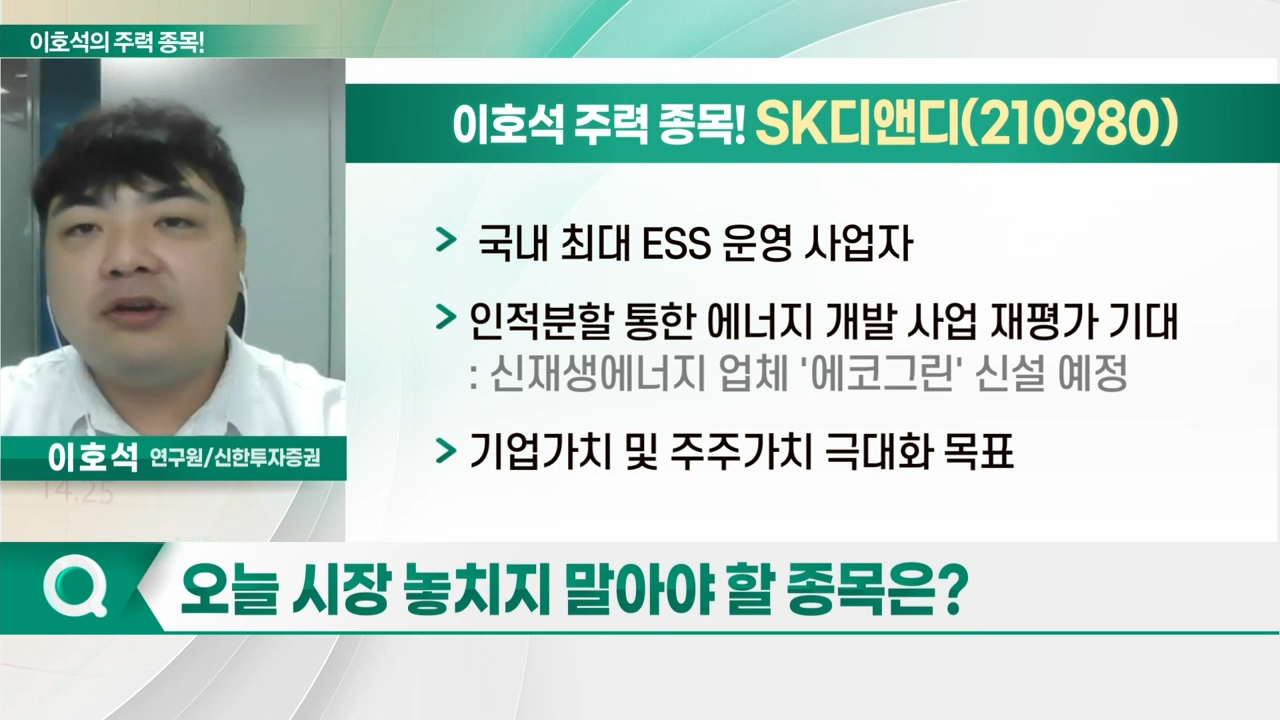 이호석의 주력 종목!
이호석 주력 종목! SK디앤디(210980)
> 국내 최대 ESS 운영 사업자
> 인적분할 통한 에너지 개발 사업 재평가 기대
: 신재생에너지 업체 '에코그린' 신설 예정
> 기업가치 및 주주가치 극대화 목표
이호석 연구원/신한투자증권
14.25
오늘 시장 놓치지 말아야 할 종목은?